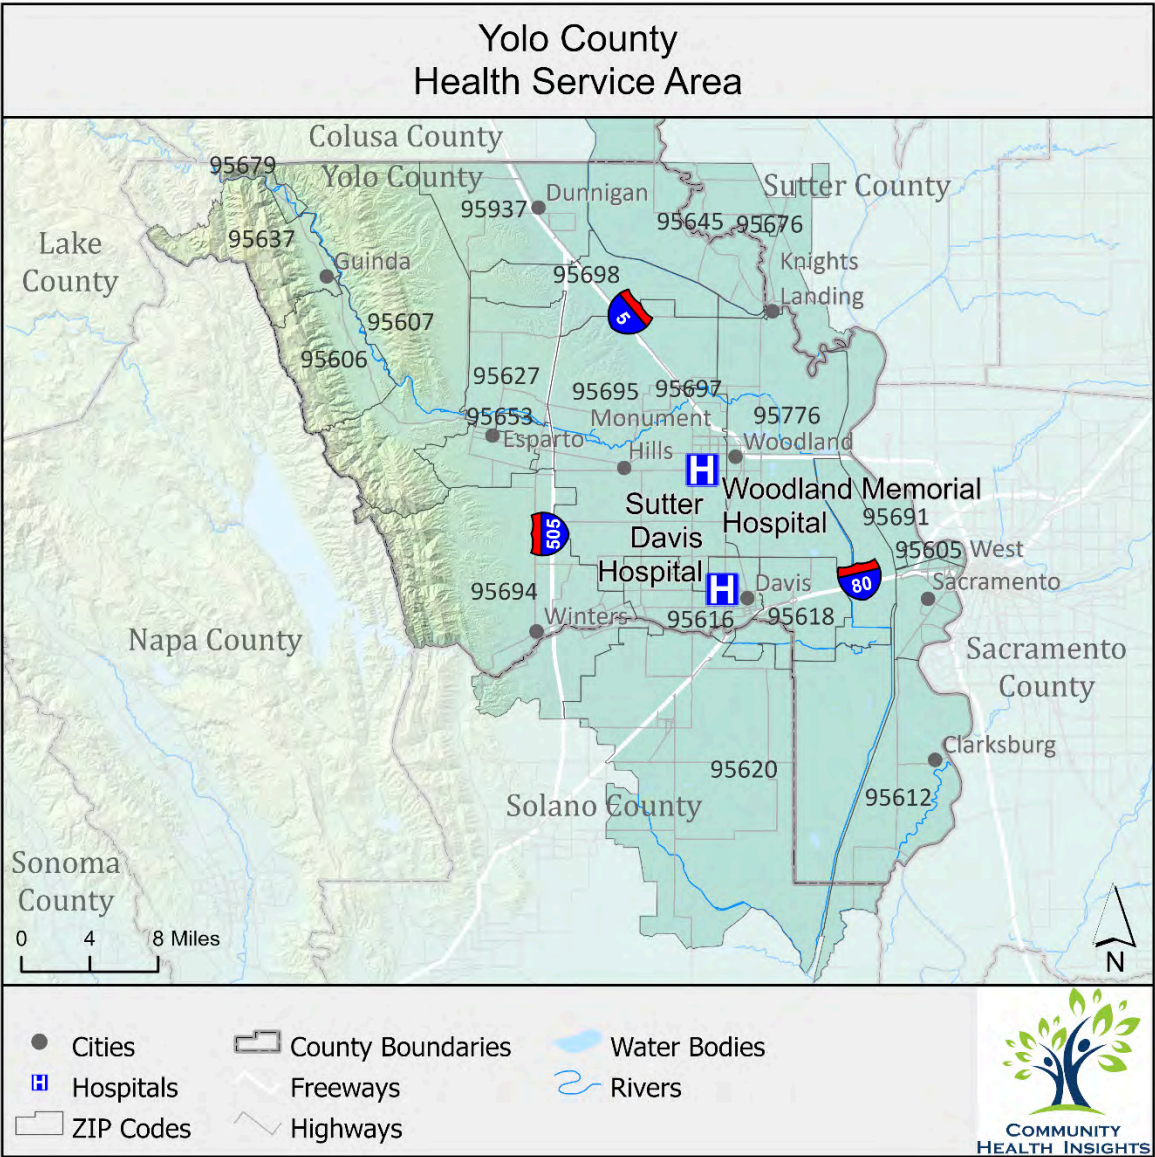 Yolo County
Health Service Area
Colusa County
95679
Yolo County
Sutter County
Dunnigan
95937
95645
95676
Lake
County
95637
Guinda
95698
Knights
Landing
5
95607
95606
95627
95695
95697
95653
Monument
95776
Esparto
Hills
Woodland
H
Woodland Memorial
Hospital
Sutter
Davis
Hospital
505
95691
95605
West
Sacramento
80
H
Davis
95694
Winters
95616
95618
Napa County
Sacramento
County
Clarksburg
95620
95612
Solano County
Sonoma
County
0 4 8 Miles
N
Cities
County Boundaries
Water Bodies
H
Hospitals
Freeways
Rivers
ZIP Codes
Highways
COMMUNITY
HEALTH INSIGHTS